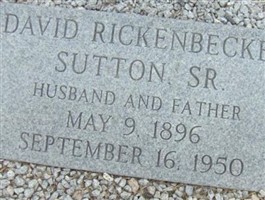 DAVID RICKENBECKE
SUTTON, SR.
HUSBAND AND FATHER
MAY 9, 1896
SEPTEMBER 16, 1950